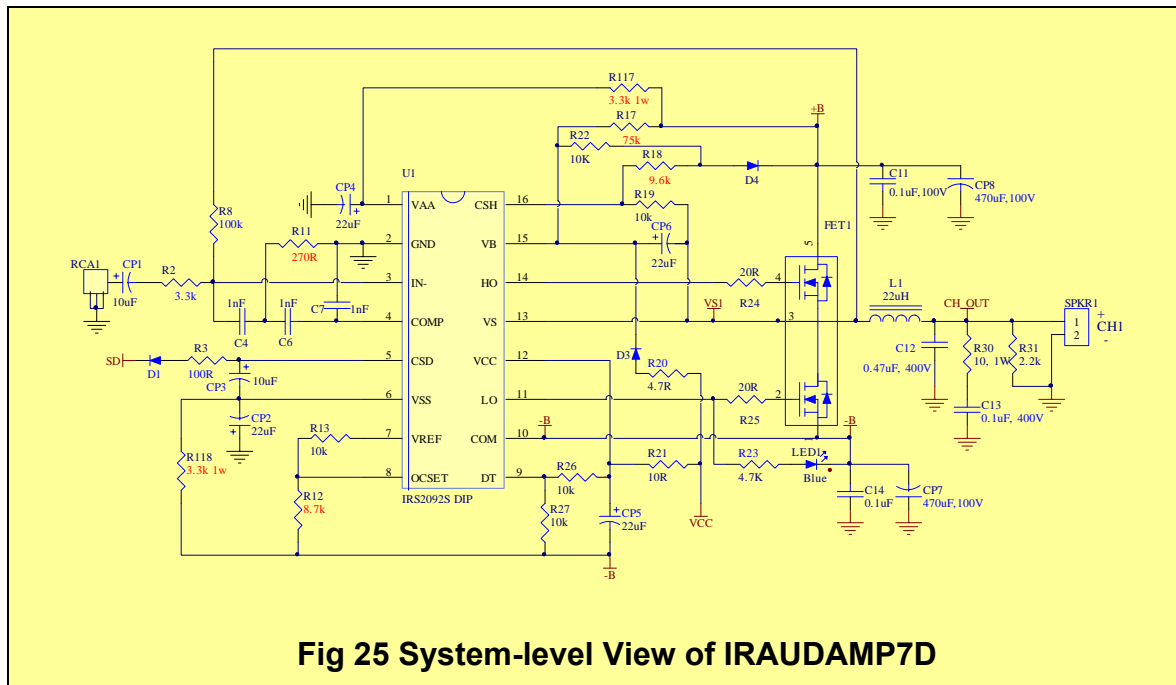 R117
3.3k 1w
+B
R17
75k
R22
10K
R18
9.6k
D4
C11
0.1uF,100V
CP8
470uF,100V
U1
CP4
22uF
1
VAA
CSH
16
R19
10k
FET1
5
R8
100k
R11
270R
2
GND
VB
15
CP6
22uF
RCA1
CP1
10uF
R2
3.3k
3
IN-
HO
14
20R
R24
4
L1
22uH
1nF
C4
1nF
C6
C7
1nF
4
COMP
VS
13
VS1
3
CH_OUT
SPKR1
1
2
+
CH1
-
SD
D1
R3
100R
5
CSD
VCC
12
D3
R20
4.7R
C12
0.47uF, 400V
R30
10, 1W
R31
2.2k
CP3
10uF
6
VSS
LO
11
20R
R25
2
C13
0.1uF, 400V
CP2
22uF
R13
10k
7
VREF
COM
10
-B
1
-B
R118
3.3k 1w
8
OCSET
DT
9
R26
10k
R21
10R
R23
4.7K
LED1
Blue
R12
8.7k
IRS2092S DIP
R27
10k
CP5
22uF
VCC
C14
0.1uF
CP7
470uF,100V
-B
Fig 25 System-level View of IRAUDAMP7D